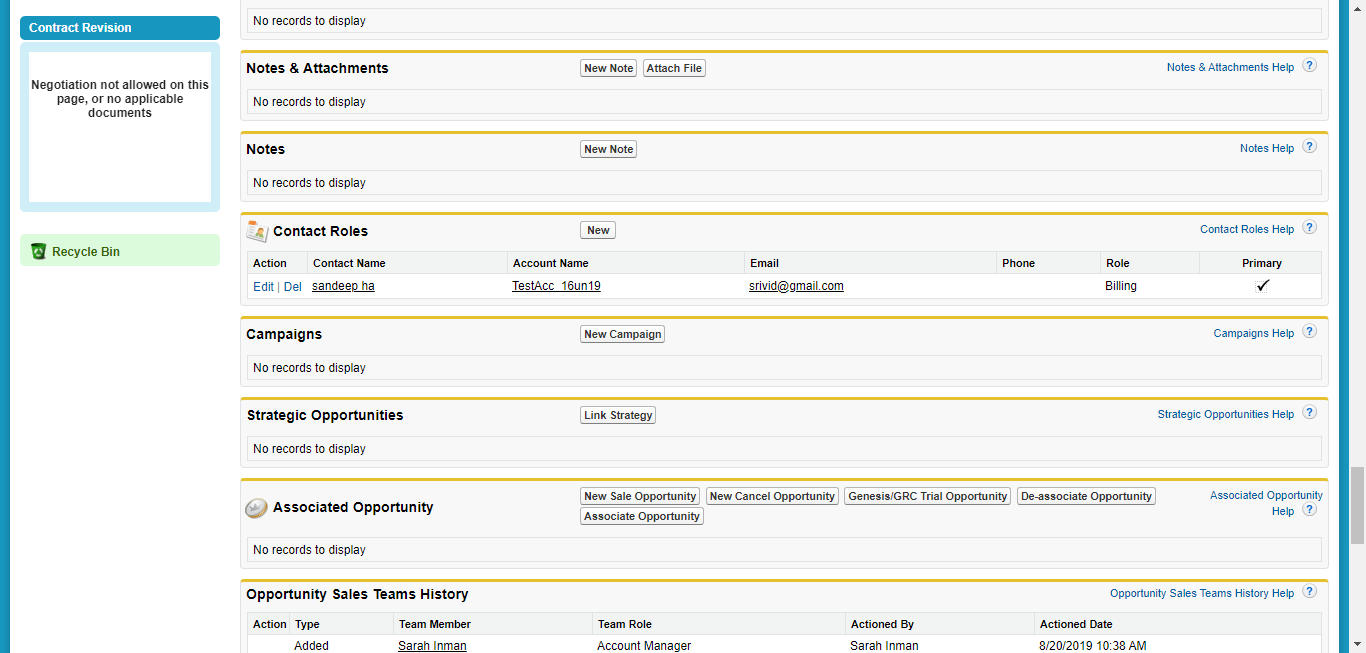 Contract Revision
Negotiation not allowed on this
page, or no applicable
documents
Recycle Bin
No records to display
Notes & Attachments New Note Attach File Notes & Attachments Help ?
No records to display
Notes New Note Notes Help ?
No records to display
Contact Roles New Contact Roles Help ?
Action Contact Name Account Name Email Phone Role Primary
Edit | Del sandeep ha TestAcc_16un19 srivid@gmail.com Billing
Campaigns New Campaign Campaigns Help ?
No records to display
Strategic Opportunities Link Strategy Strategic Opportunities Help ?
No records to display
Associated Opportunity New Sale Opportunity New Cancel Opportunity Genesis/GRC Trial Opportunity De-associate Opportunity Associated Opportunity
Associate Opportunity Help ?
No records to display
Opportunity Sales Teams History Opportunity Sales Teams History Help ?
Action Type Team Member Team Role Actioned By Actioned Date
Added Sarah Inman Account Manager Sarah Inman 8/20/2019 10:38 AM